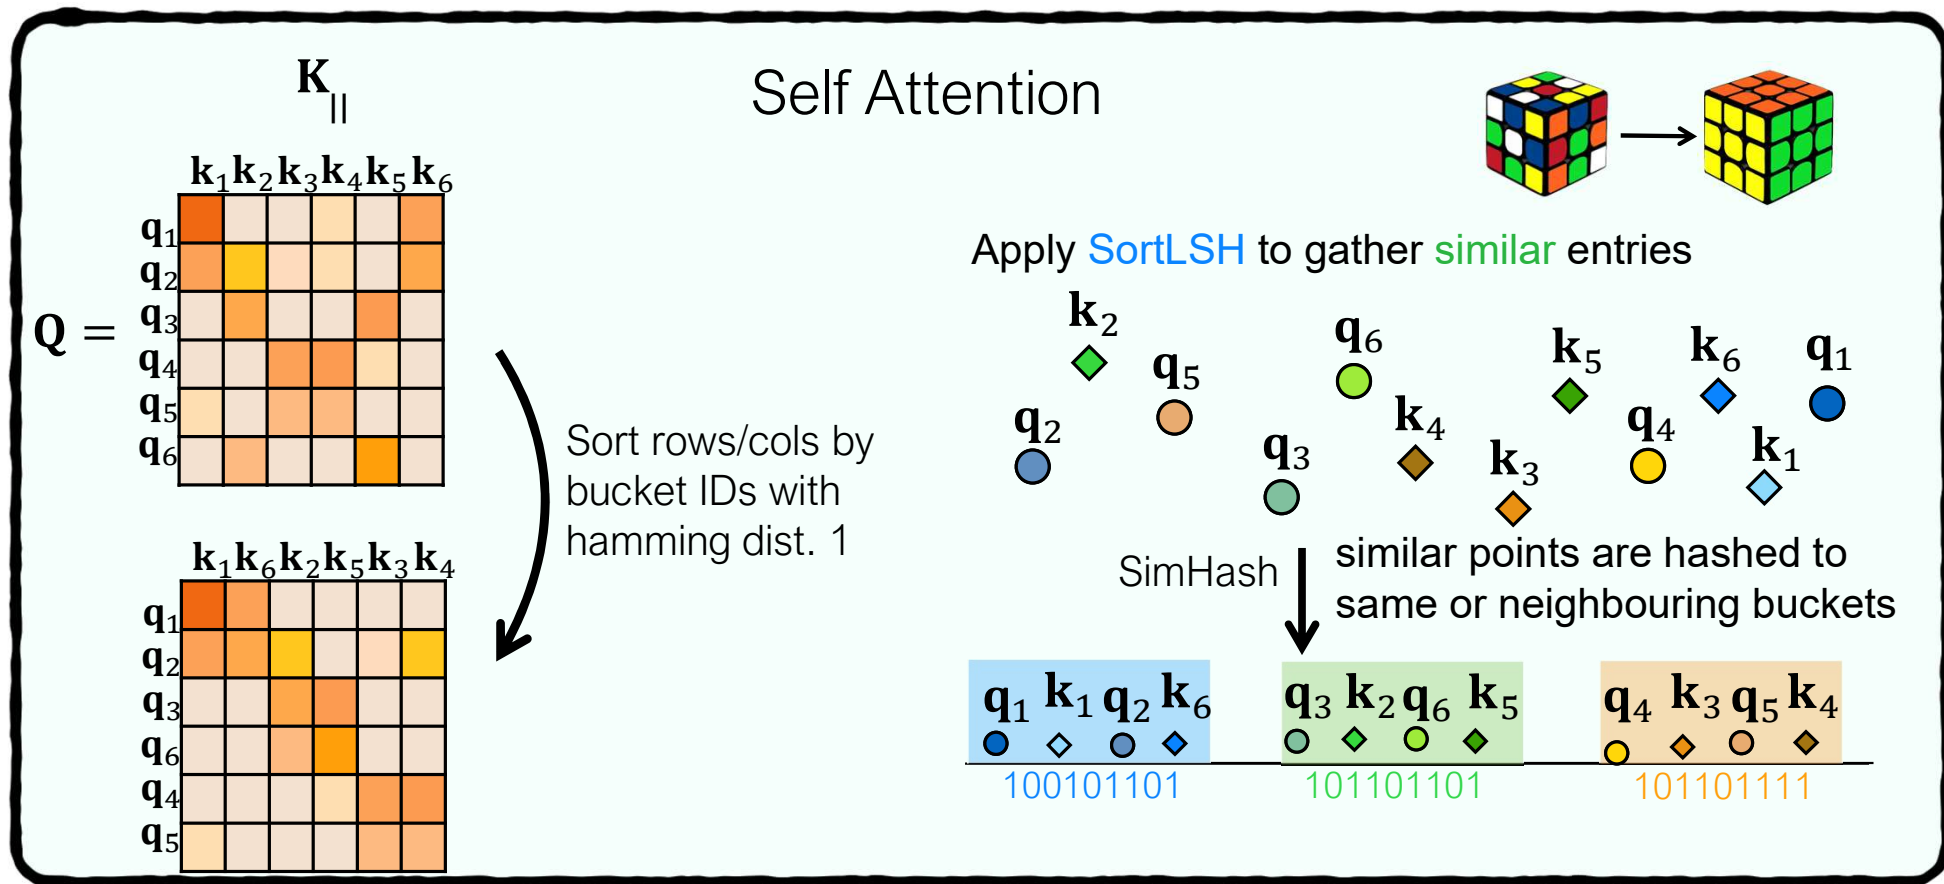 Self Attention
K
||
k1 k2 k3 k4 k5 k6
q1
q2
q3
Q =
q4
q5
q6
Sort rows/cols by
bucket IDs with
hamming dist. 1
k1 k6 k2 k5 k3 k4
q1
q2
q3
q6
q4
q5
Apply SortLSH to gather similar entries
k2
q5
q6
k5
k6
q1
q2
q3
k4
k3
q4
k1
SimHash
similar points are hashed to
same or neighbouring buckets
q1 k1 q2 k6
q3 k2 q6 k5
q4 k3 q5 k4
100101101
101101101
101101111